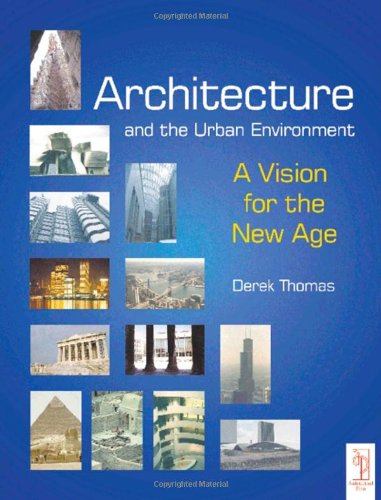 Copyrighted Material
Architecture
and the Urban Environment
A Vision
for the
New Age
Derek Thomas
Copyrighted Material